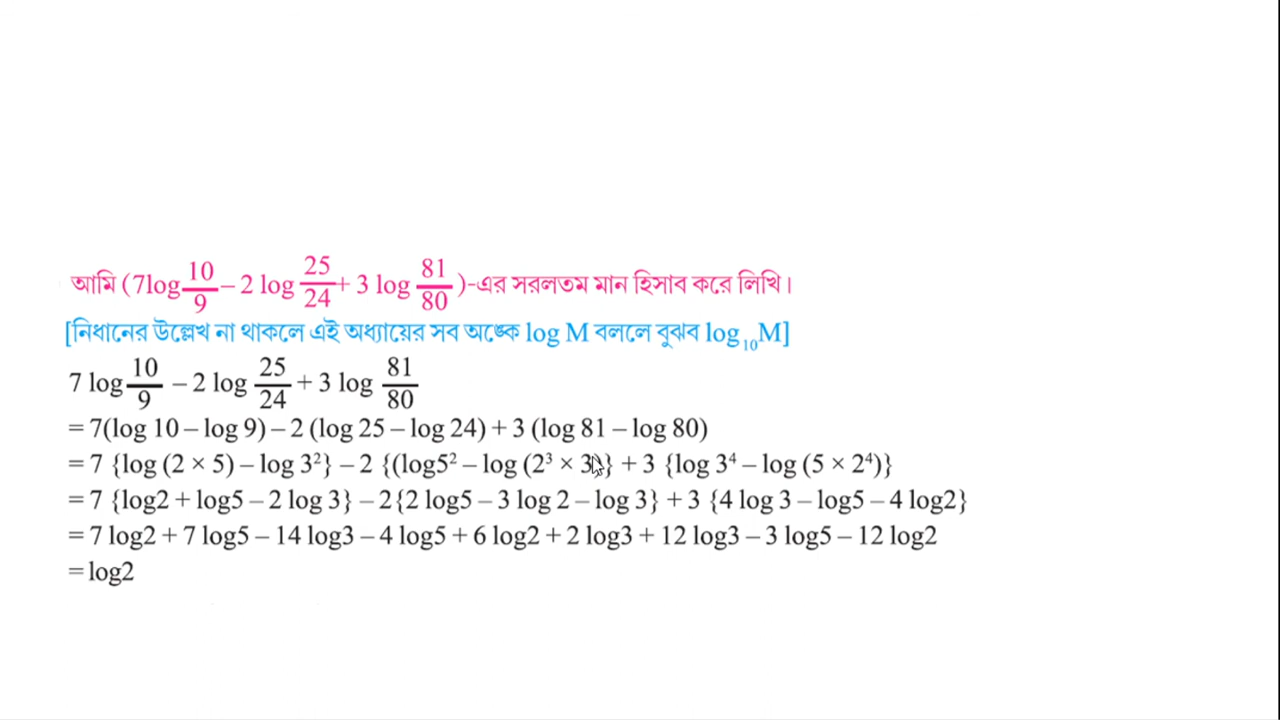 আমি (7log 10/9 – 2 log 25/24 + 3 log 81/80)-এর সরলতম মান হিসাব করে লিখি।
[নিধানের উল্লেখ না থাকলে এই অধ্যায়ের সব অঙ্কে log M বললে বুঝব log₁₀M]
7 log 10/9 – 2 log 25/24 + 3 log 81/80
= 7(log 10 – log 9) – 2 (log 25 – log 24) + 3 (log 81 – log 80)
= 7 {log (2 × 5) – log 3²} – 2 {(log5² – log (2³ × 3)} + 3 {log 3⁴ – log (5 × 2⁴)}
= 7 {log2 + log5 – 2 log 3} – 2{2 log5 – 3 log 2 – log 3} + 3 {4 log 3 – log5 – 4 log2}
= 7 log2 + 7 log5 – 14 log3 – 4 log5 + 6 log2 + 2 log3 + 12 log3 – 3 log5 – 12 log2
= log2